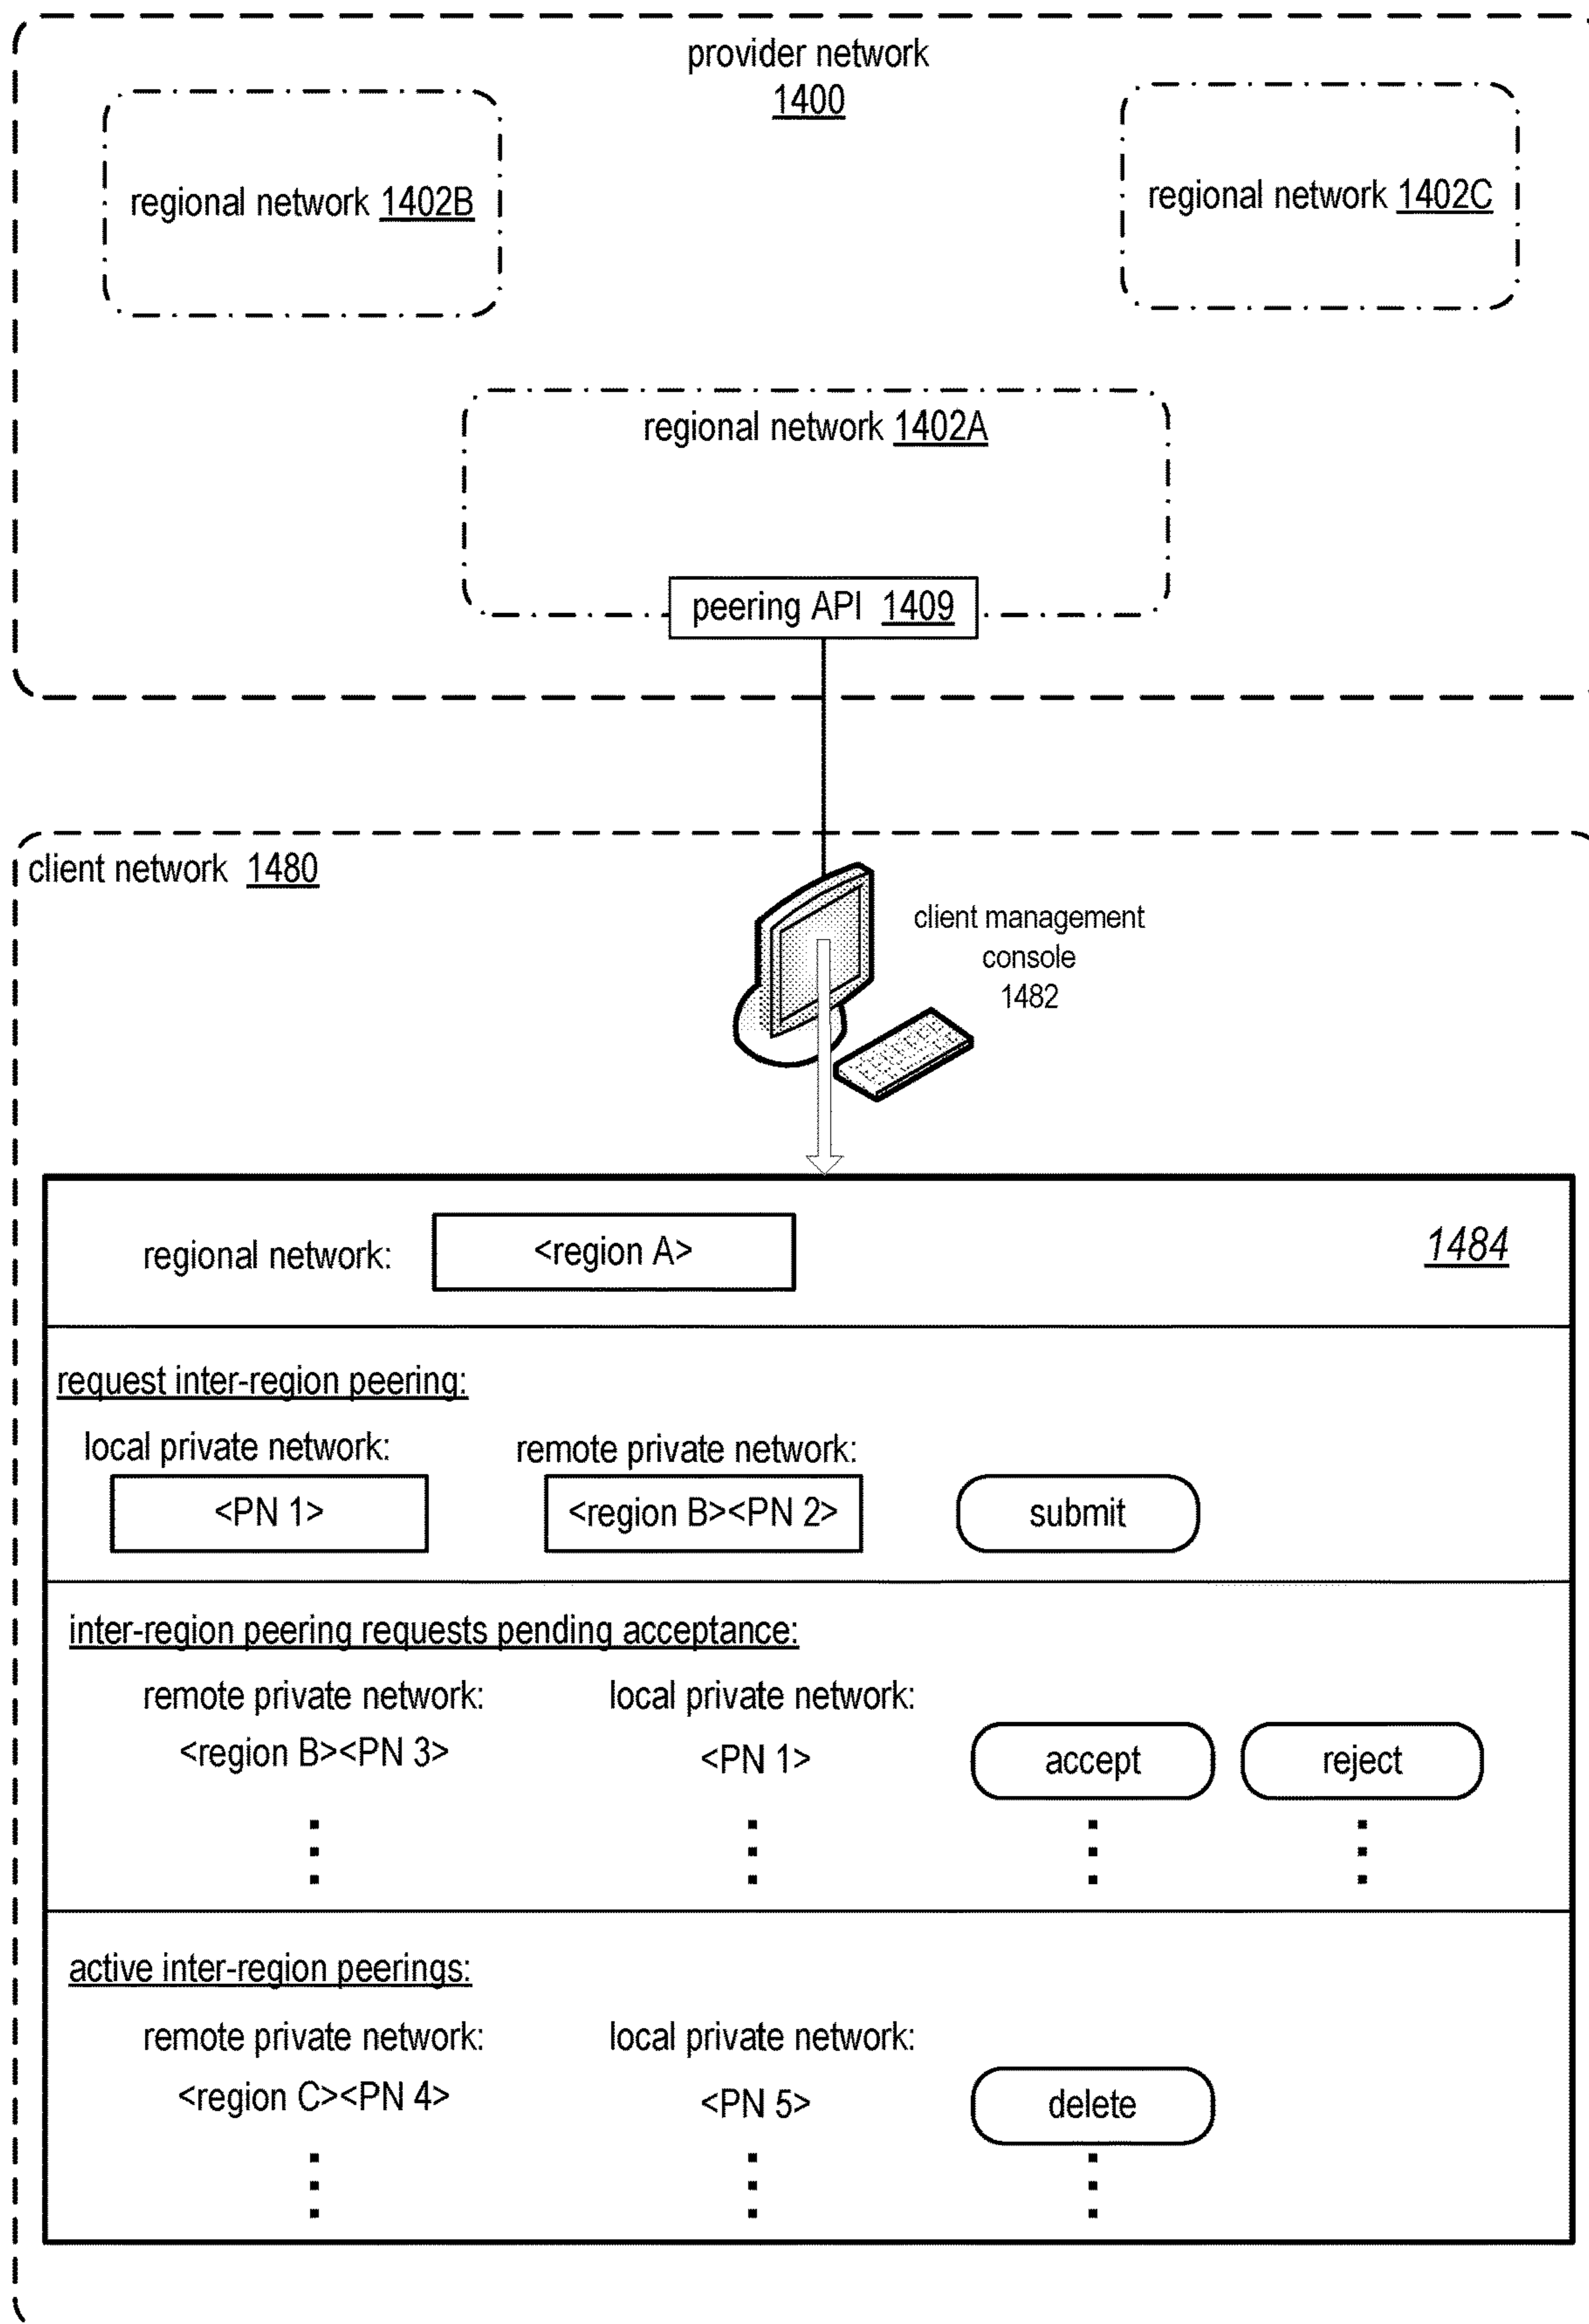 provider network
1400
regional network 1402B
regional network 1402C
regional network 1402A
peering API 1409
client network 1480
client management
console
1482
regional network: <region A> 1484
request inter-region peering:
local private network: remote private network:
<PN 1> <region B><PN 2> submit
inter-region peering requests pending acceptance:
remote private network: local private network:
<region B><PN 3> <PN 1> accept reject
active inter-region peerings:
remote private network: local private network:
<region C><PN 4> <PN 5> delete